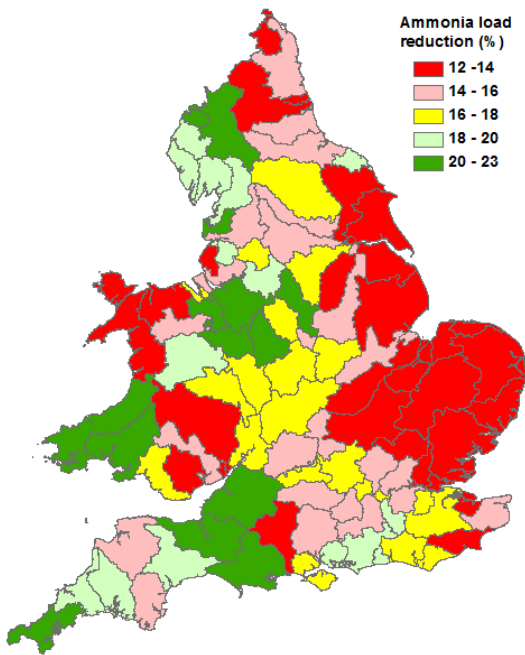 Ammonia load
reduction (% )
12 -14
14 - 16
16 - 18
18 - 20
20 - 23